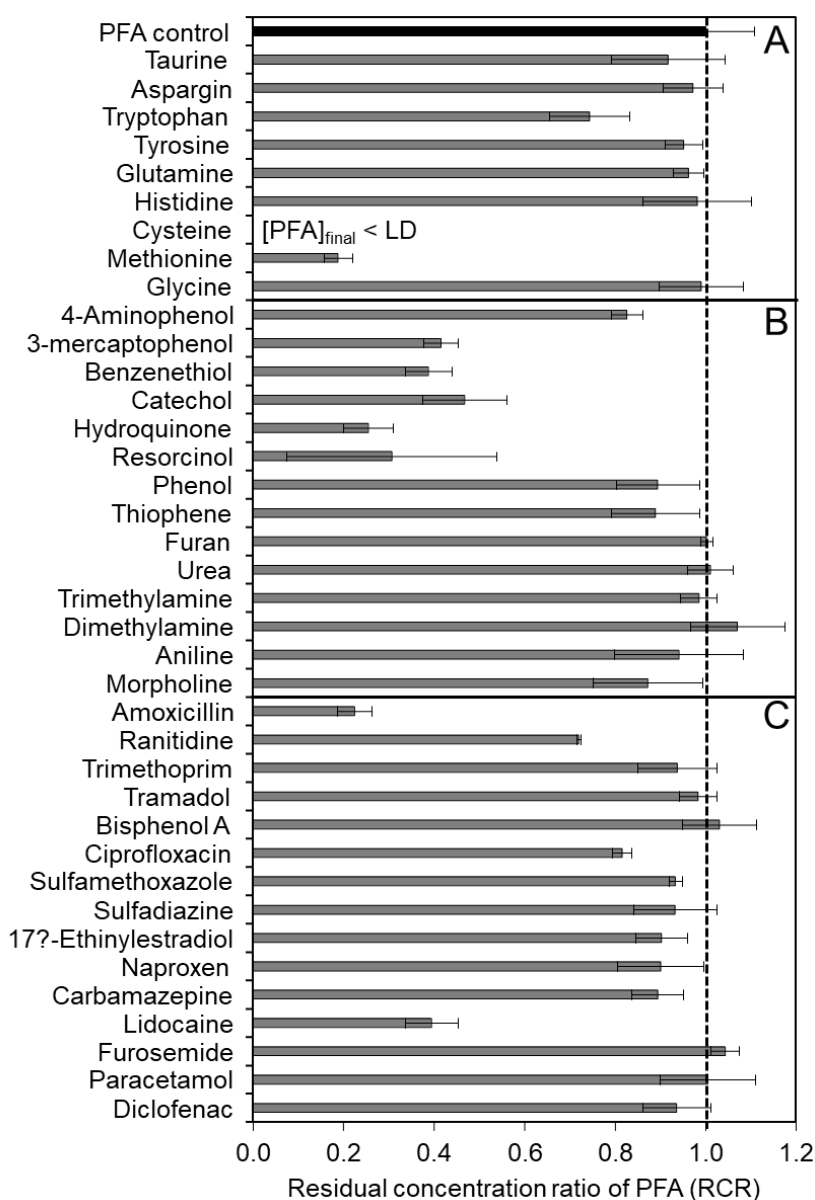 PFA control
A
Taurine
Aspargin
Tryptophan
Tyrosine
Glutamine
Histidine
Cysteine [PFA]final < LD
Methionine
Glycine
4-Aminophenol
B
3-mercaptophenol
Benzenethiol
Catechol
Hydroquinone
Resorcinol
Phenol
Thiophene
Furan
Urea
Trimethylamine
Dimethylamine
Aniline
Morpholine
Amoxicillin
C
Ranitidine
Trimethoprim
Tramadol
Bisphenol A
Ciprofloxacin
Sulfamethoxazole
Sulfadiazine
17?-Ethinylestradiol
Naproxen
Carbamazepine
Lidocaine
Furosemide
Paracetamol
Diclofenac
0.0 0.2 0.4 0.6 0.8 1.0 1.2
Residual concentration ratio of PFA (RCR)